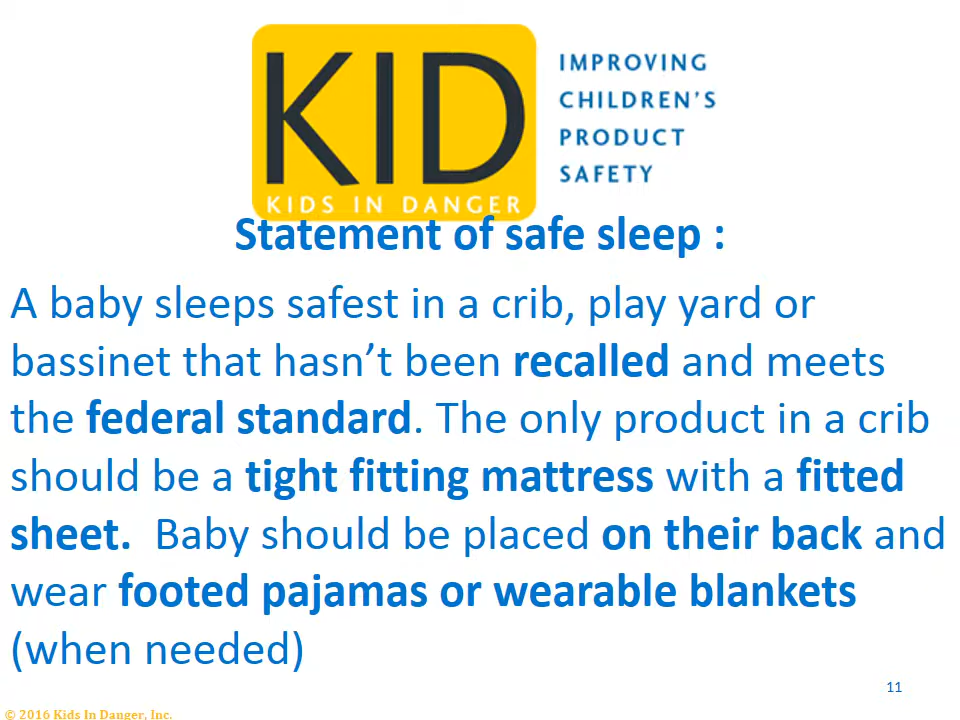 KID
KIDS IN DANGER
IMPROVING
CHILDREN'S
PRODUCT
SAFETY
Statement of safe sleep :
A baby sleeps safest in a crib, play yard or
bassinet that hasn’t been recalled and meets
the federal standard. The only product in a crib
should be a tight fitting mattress with a fitted
sheet.  Baby should be placed on their back and
wear footed pajamas or wearable blankets
(when needed)
11
© 2016 Kids In Danger, Inc.